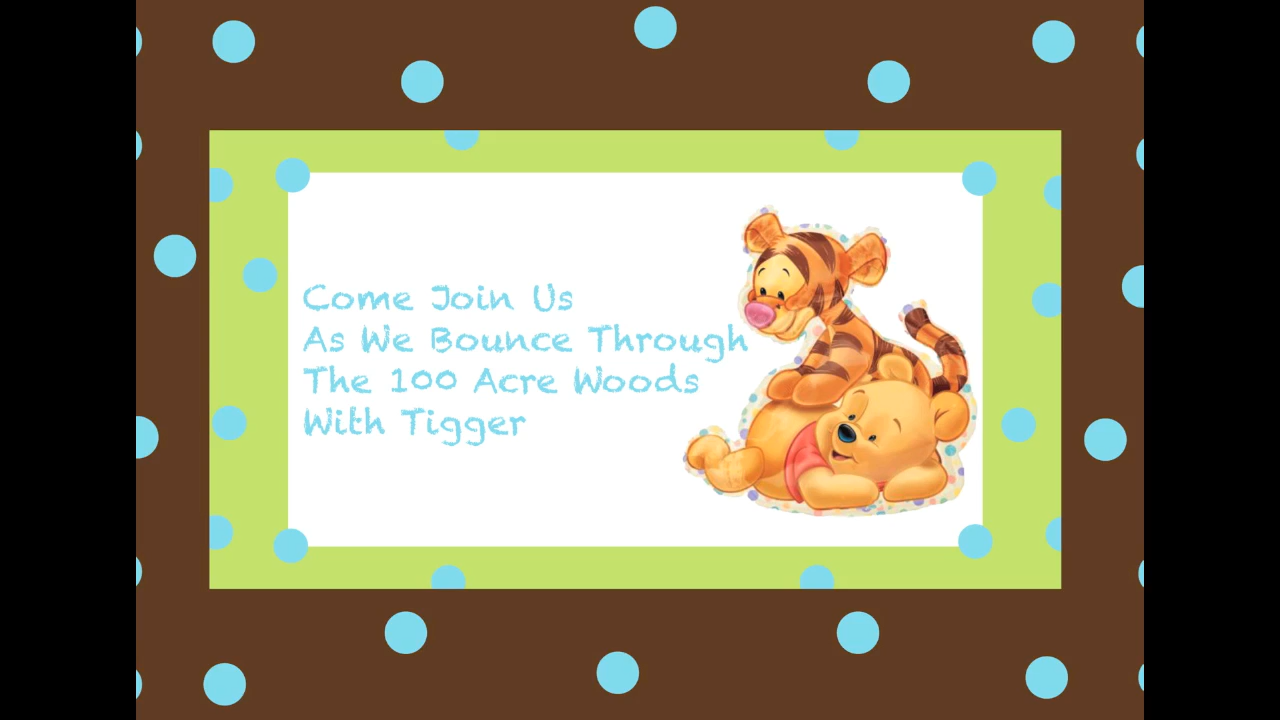 Come Join Us
As We Bounce Through
The 100 Acre Woods
With Tigger